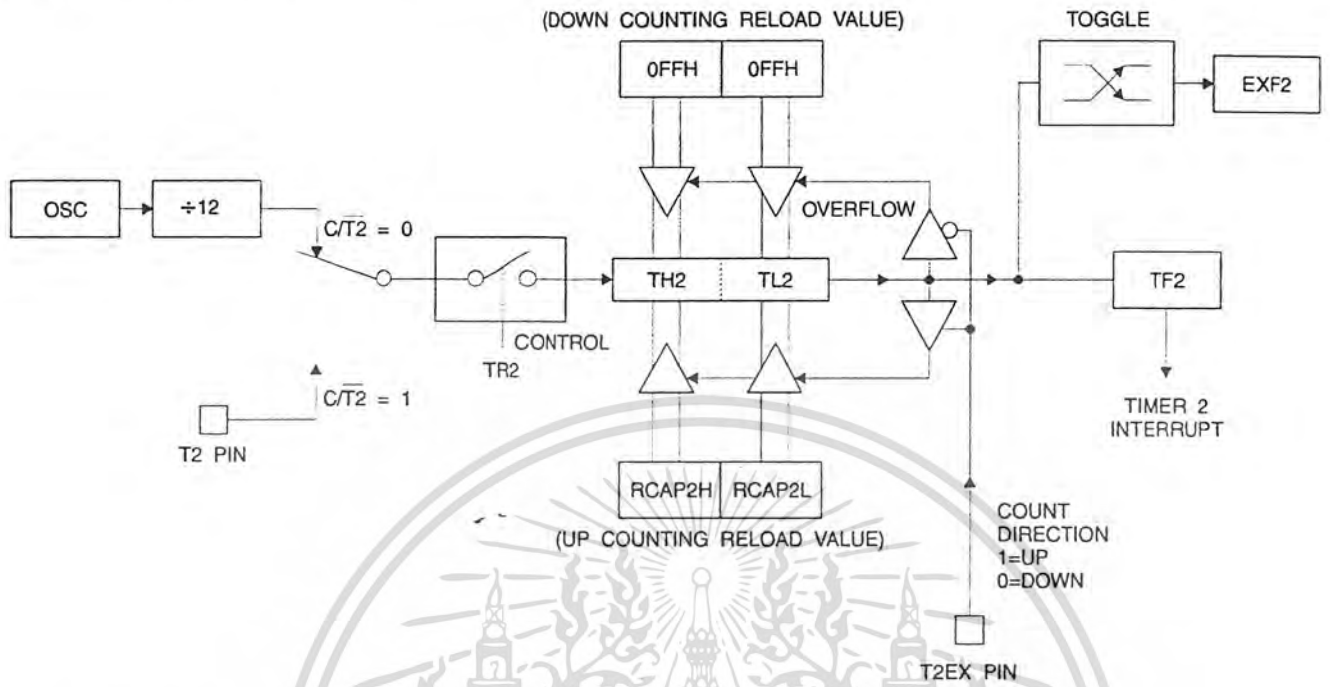 (DOWN COUNTING RELOAD VALUE)
TOGGLE
0FFH 0FFH
EXF2
OSC
÷12
C/T2̅ = 0
OVERFLOW
TH2 TL2
TF2
CONTROL
TR2
C/T2̅ = 1
T2 PIN
TIMER 2
INTERRUPT
RCAP2H RCAP2L
(UP COUNTING RELOAD VALUE)
COUNT
DIRECTION
1=UP
0=DOWN
T2EX PIN